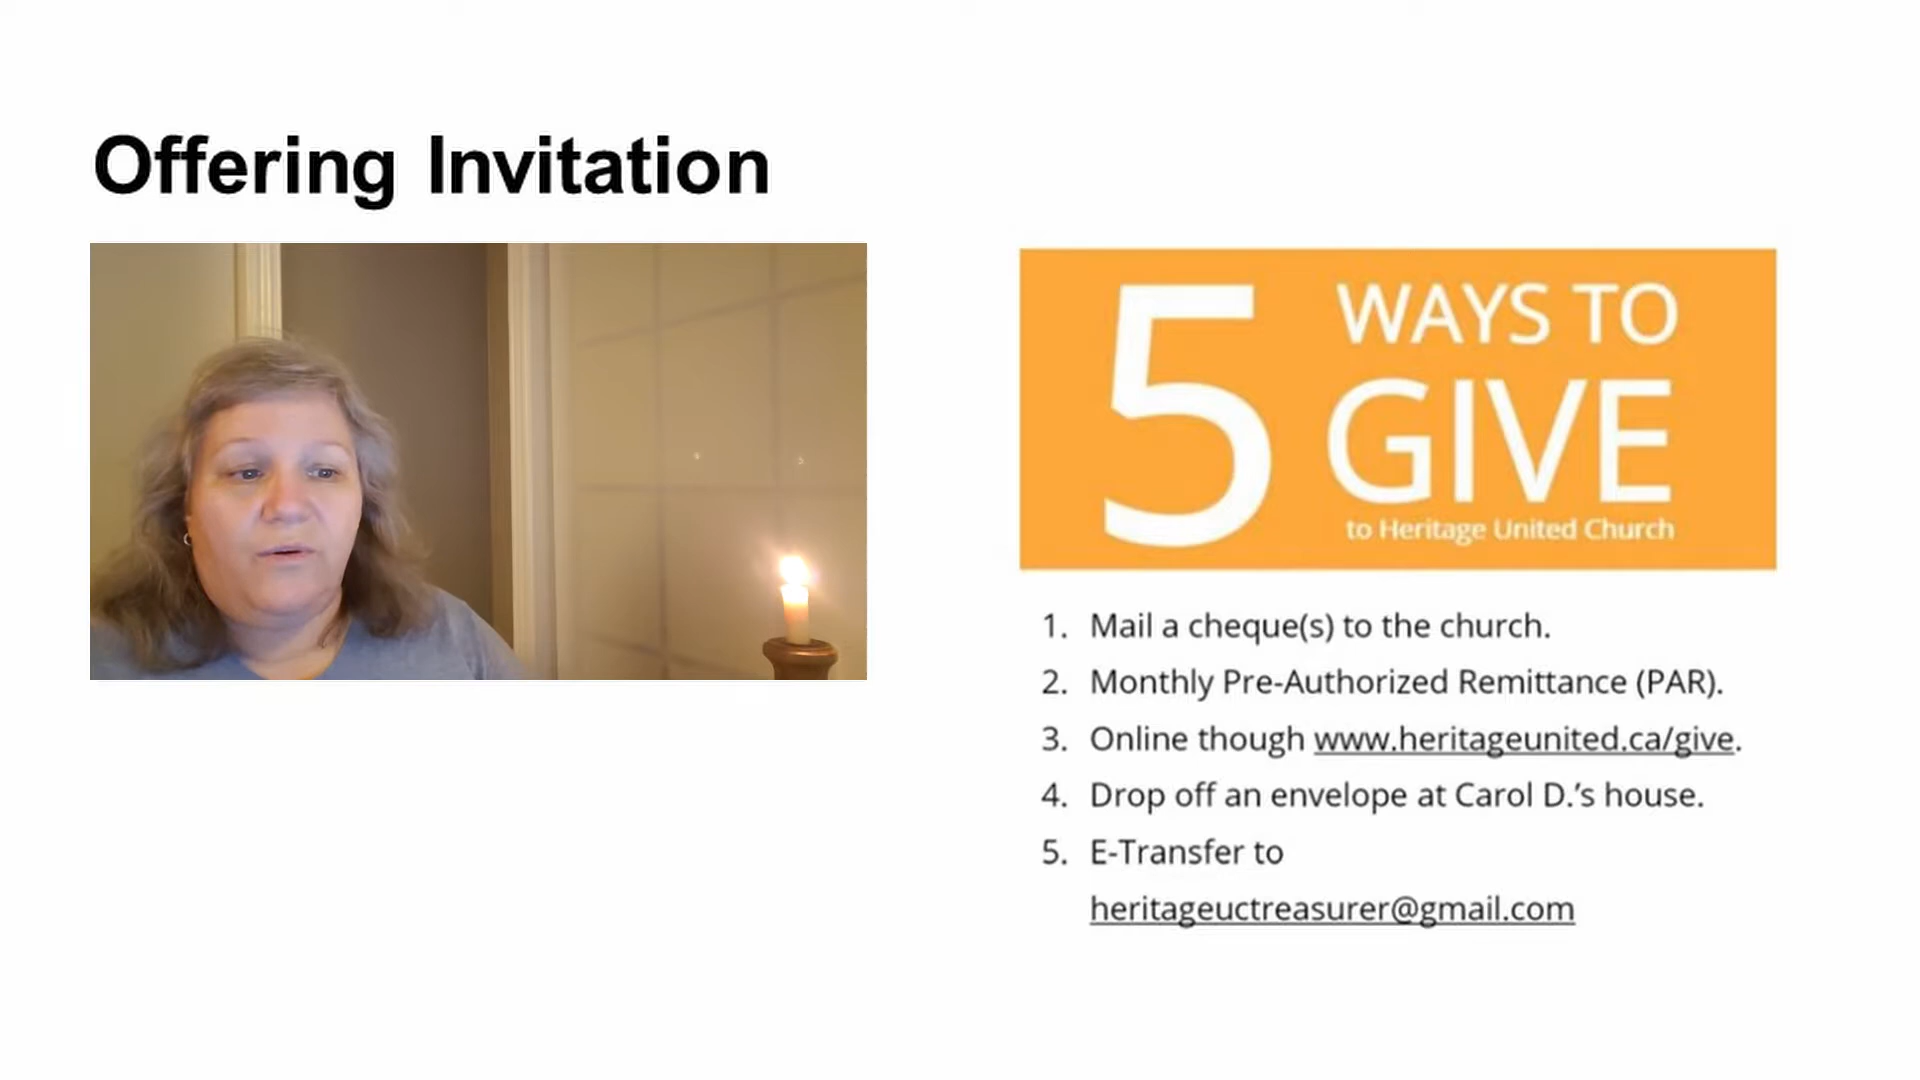 Offering Invitation
5 WAYS TO
GIVE
to Heritage United Church
1. Mail a cheque(s) to the church.
2. Monthly Pre-Authorized Remittance (PAR).
3. Online though www.heritageunited.ca/give.
4. Drop off an envelope at Carol D.’s house.
5. E-Transfer to
heritageuctreasurer@gmail.com